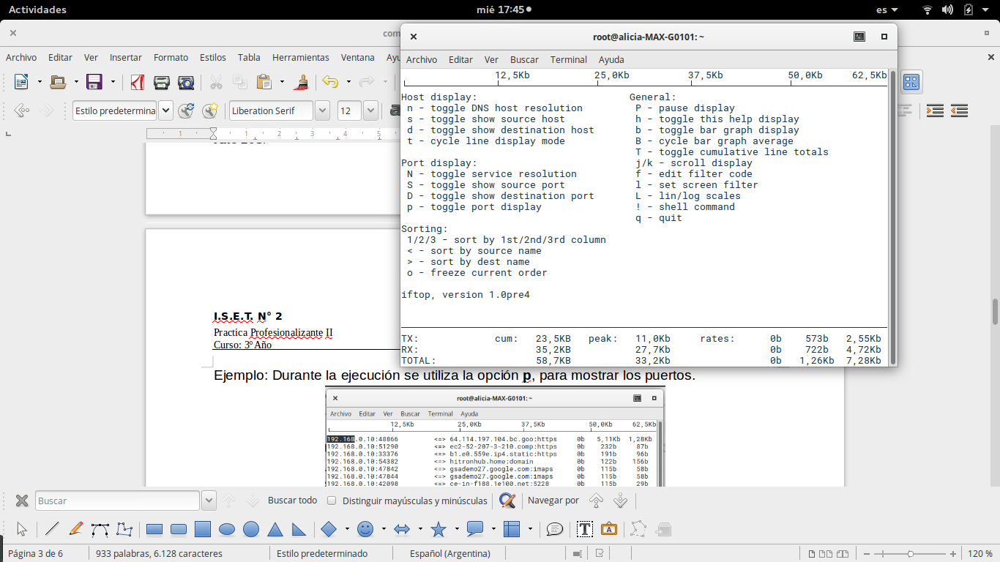 Actividades
mié 17:45
es
com
root@alicia-MAX-G0101: ~
Archivo Editar Ver Insertar Formato Estilos Tabla Herramientas Ventana Ayu
Archivo Editar Ver Buscar Terminal Ayuda
12,5Kb 25,0Kb 37,5Kb 50,0Kb 62,5Kb
Host display: General:
n - toggle DNS host resolution P - pause display
s - toggle show source host h - toggle this help display
d - toggle show destination host b - toggle bar graph display
t - cycle line display mode B - cycle bar graph average
T - toggle cumulative line totals
Port display: j/k - scroll display
N - toggle service resolution f - edit filter code
S - toggle show source port l - set screen filter
D - toggle show destination port L - lin/log scales
p - toggle port display ! - shell command
q - quit
Sorting:
1/2/3 - sort by 1st/2nd/3rd column
< - sort by source name
> - sort by dest name
o - freeze current order
iftop, version 1.0pre4
TX: cum: 23,5KB peak: 11,0Kb rates: 0b 573b 2,55Kb
RX: 35,2KB 27,7Kb 0b 722b 4,72Kb
TOTAL: 58,7KB 33,2Kb 0b 1,26Kb 7,28Kb
Estilo predetermina
Liberation Serif
12
1 1 2 3 4 5
I.S.E.T. N° 2
Practica Profesionalizante II
Curso: 3º Año
Ejemplo: Durante la ejecución se utiliza la opción p, para mostrar los puertos.
root@alicia-MAX-G0101: ~
Archivo Editar Ver Buscar Terminal Ayuda
12,5Kb 25,0Kb 37,5Kb 50,0Kb 62,5Kb
192.168.0.10:48866 <=> 64.114.197.104.bc.goo:https 0b 5,11Kb 1,28Kb
192.168.0.10:51290 <=> ec2-52-207-3-210.comp:https 0b 232b 87b
192.168.0.10:33376 <=> b1.e0.559e.ip4.static:https 0b 191b 96b
192.168.0.10:54382 <=> hitronhub.home:domain 0b 122b 156b
192.168.0.10:47842 <=> gsademo27.google.com:imaps 0b 115b 58b
192.168.0.10:47844 <=> gsademo27.google.com:imaps 0b 115b 58b
192.168.0.10:42098 <=> ce-in-f188.1e100.net:5228 0b 115b 29b
Buscar
Buscar todo
Distinguir mayúsculas y minúsculas
Navegar por
Página 3 de 6
933 palabras, 6.128 caracteres
Estilo predeterminado
Español (Argentina)
120 %